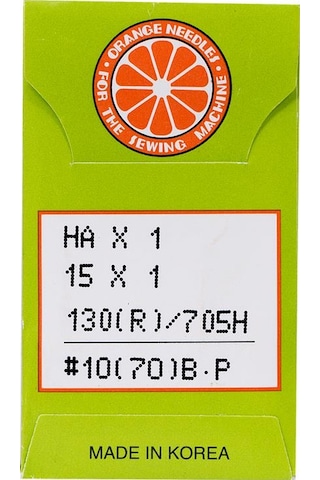 • ORANGE NEEDLES •
FOR THE SEWING MACHINE
HA X 1
15 X 1
130(R)/705H
#10(70)B.P
MADE IN KOREA